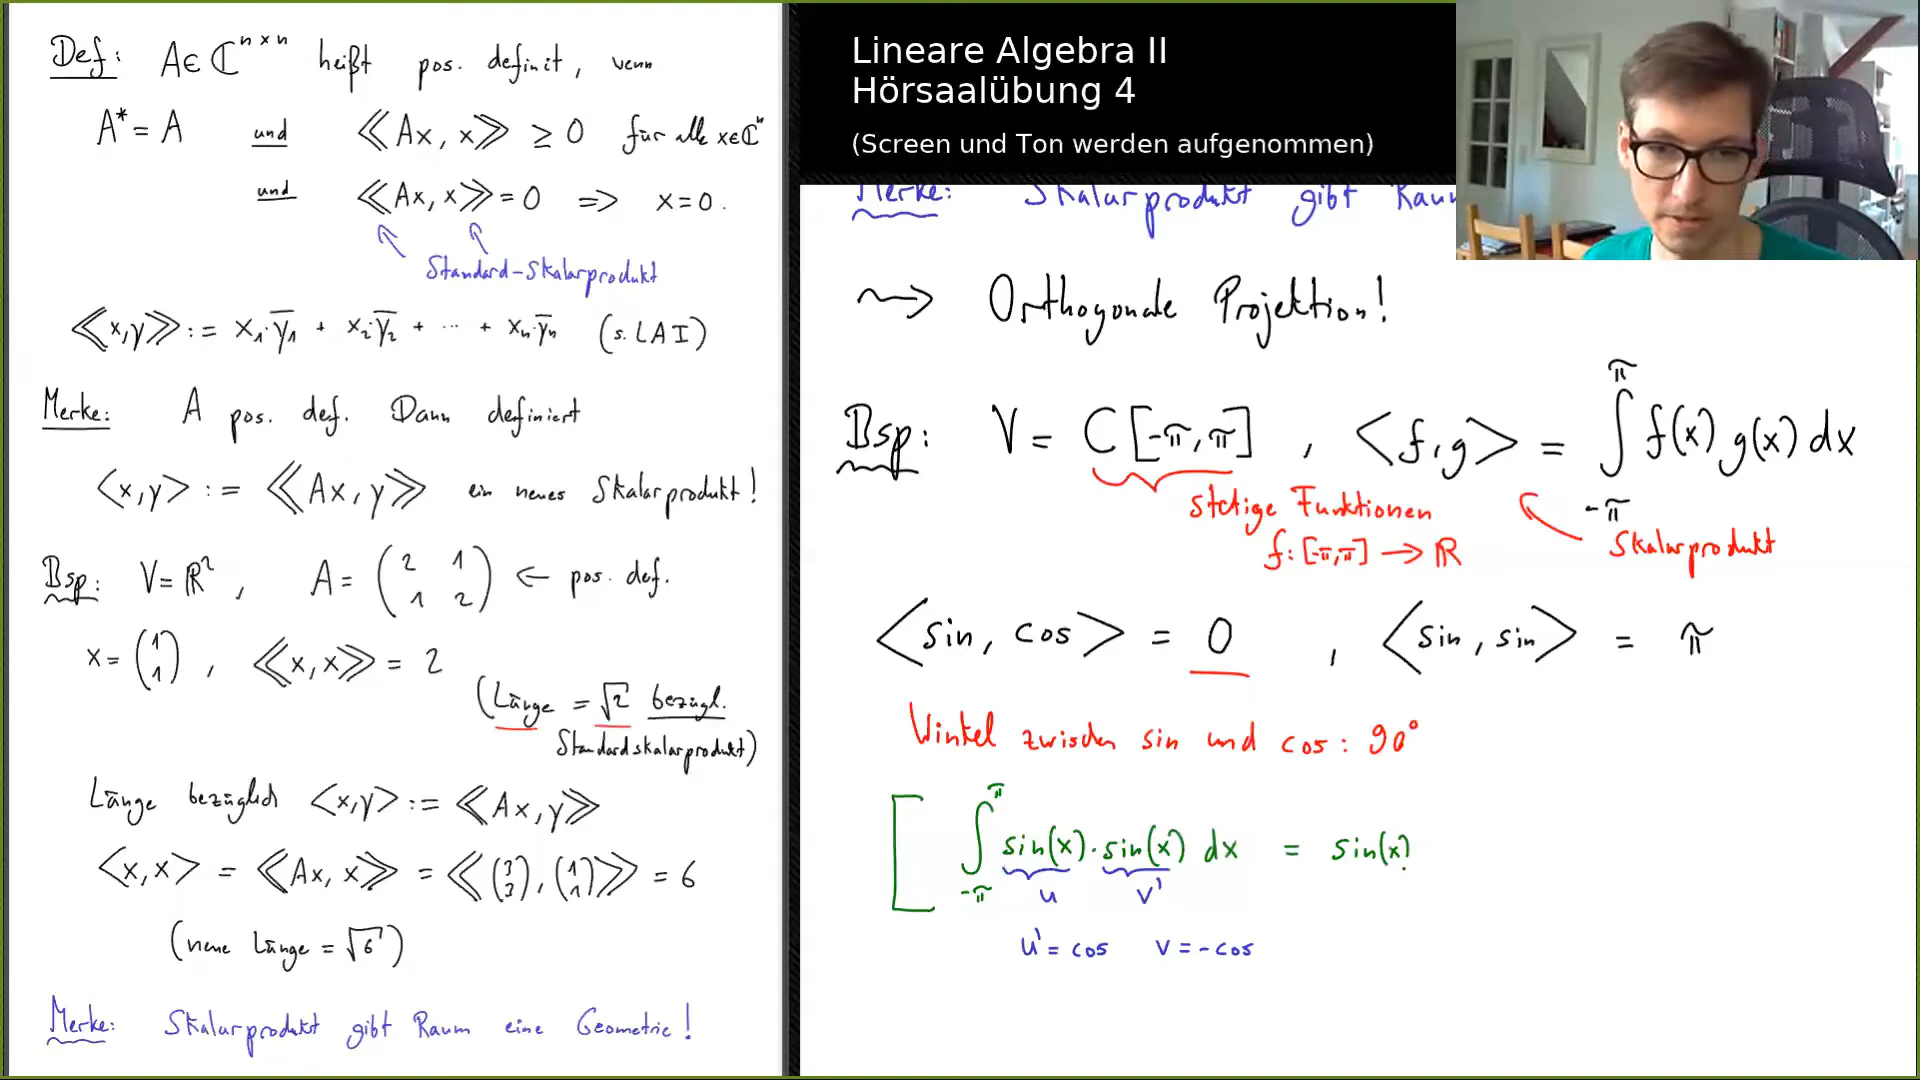 Def: A ∈ ℂ^{n×n} heißt pos. definit, wenn
A* = A und ⟪Ax, x⟫ ≥ 0 für alle x∈ℂ^n
und ⟪Ax, x⟫ = 0 ⇒ x = 0.
Standard-Skalarprodukt
⟪x,y⟫ := x₁·ȳ₁ + x₂·ȳ₂ + ··· + xₙ·ȳₙ (s. LA I)
Merke: A pos. def. Dann definiert
<x,y> := ⟪Ax, y⟫ ein neues Skalarprodukt!
Bsp: V = ℝ², A = (2 1; 1 2) ← pos. def.
x = (1; 1), ⟪x, x⟫ = 2
(Länge = √2 bezügl.
Standardskalarprodukt)
Länge bezüglich <x,y> := ⟪Ax, y⟫
<x, x> = ⟪Ax, x⟫ = ⟪(3; 3), (1; 1)⟫ = 6
(neue Länge = √6)
Merke: Skalarprodukt gibt Raum eine Geometrie!
Lineare Algebra II
Hörsaalübung 4
(Screen und Ton werden aufgenommen)
Merke: Skalarprodukt gibt Raum
⇝ Orthogonale Projektion!
Bsp: V = C[-π, π], <f,g> = ∫_{-π}^{π} f(x) g(x) dx
stetige Funktionen
f: [-π,π] → ℝ
Skalarprodukt
<sin, cos> = 0, <sin, sin> = π
Winkel zwischen sin und cos: 90°
[ ∫_{-π}^{π} sin(x)·sin(x) dx = sin(x)
u v'
u' = cos v = -cos